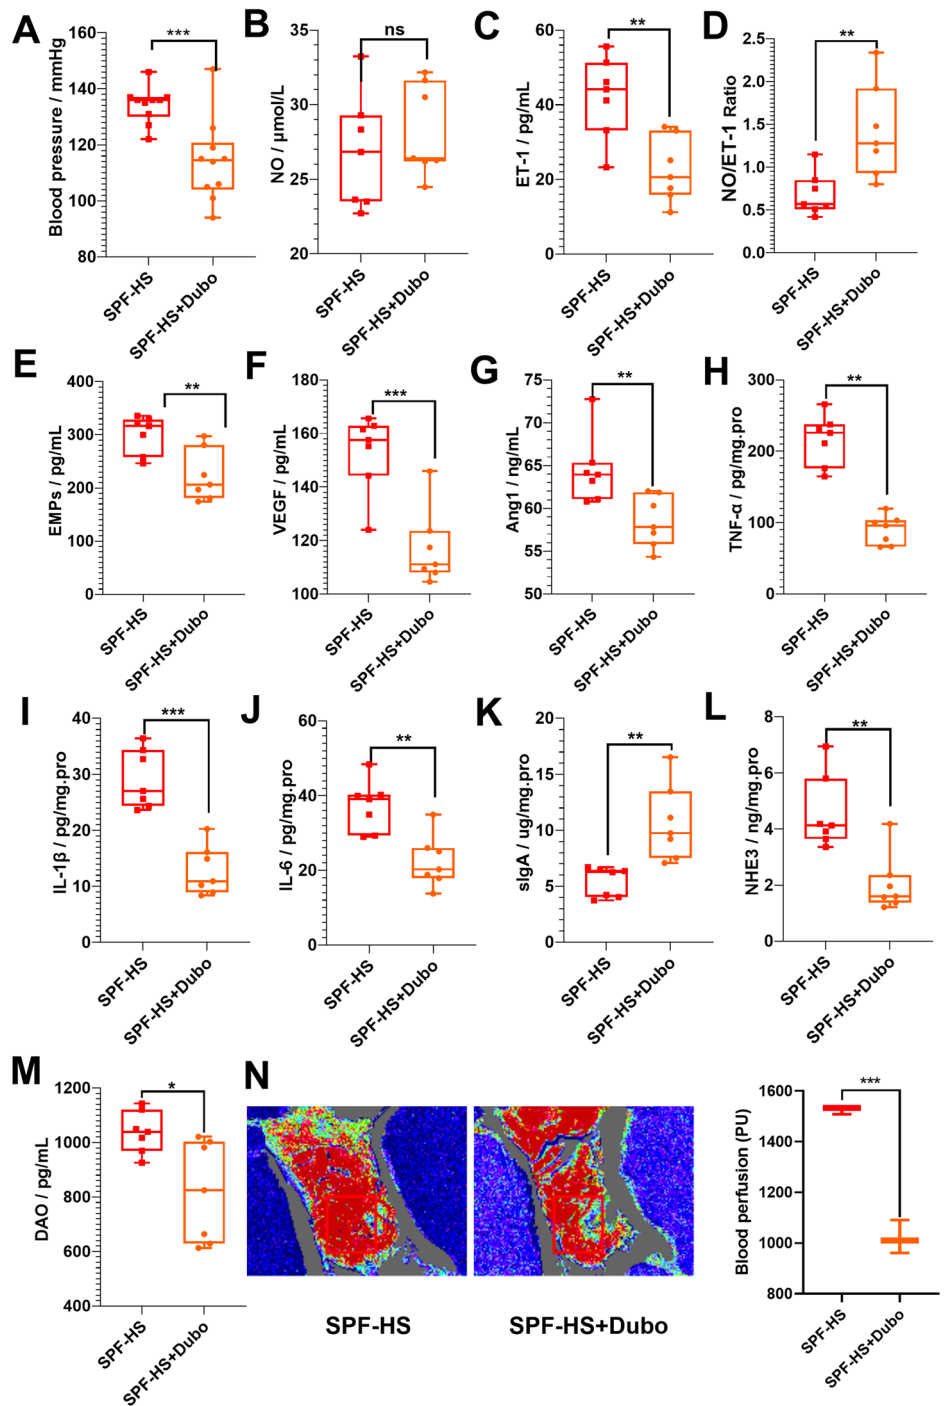 A
Blood pressure / mmHg
160
140
120
100
80
***
SPF-HS
SPF-HS+Dubo
B
NO / μmol/L
35
30
25
20
ns
SPF-HS
SPF-HS+Dubo
C
ET-1 / pg/mL
60
40
20
0
**
SPF-HS
SPF-HS+Dubo
D
NO/ET-1 Ratio
2.5
2.0
1.5
1.0
0.5
0.0
**
SPF-HS
SPF-HS+Dubo
E
EMPs / pg/mL
400
300
200
100
0
**
SPF-HS
SPF-HS+Dubo
F
VEGF / pg/mL
180
160
140
120
100
***
SPF-HS
SPF-HS+Dubo
G
Ang1 / ng/mL
75
70
65
60
55
50
**
SPF-HS
SPF-HS+Dubo
H
TNF-α / pg/mg.pro
300
200
100
0
**
SPF-HS
SPF-HS+Dubo
I
IL-1β / pg/mg.pro
40
30
20
10
0
***
SPF-HS
SPF-HS+Dubo
J
IL-6 / pg/mg.pro
60
40
20
0
**
SPF-HS
SPF-HS+Dubo
K
sIgA / ug/mg.pro
20
15
10
5
0
**
SPF-HS
SPF-HS+Dubo
L
NHE3 / ng/mg.pro
8
6
4
2
0
**
SPF-HS
SPF-HS+Dubo
M
DAO / pg/mL
1200
1000
800
600
400
*
SPF-HS
SPF-HS+Dubo
N
SPF-HS
SPF-HS+Dubo
Blood perfusion (PU)
1600
1400
1200
1000
800
***
SPF-HS
SPF-HS+Dubo